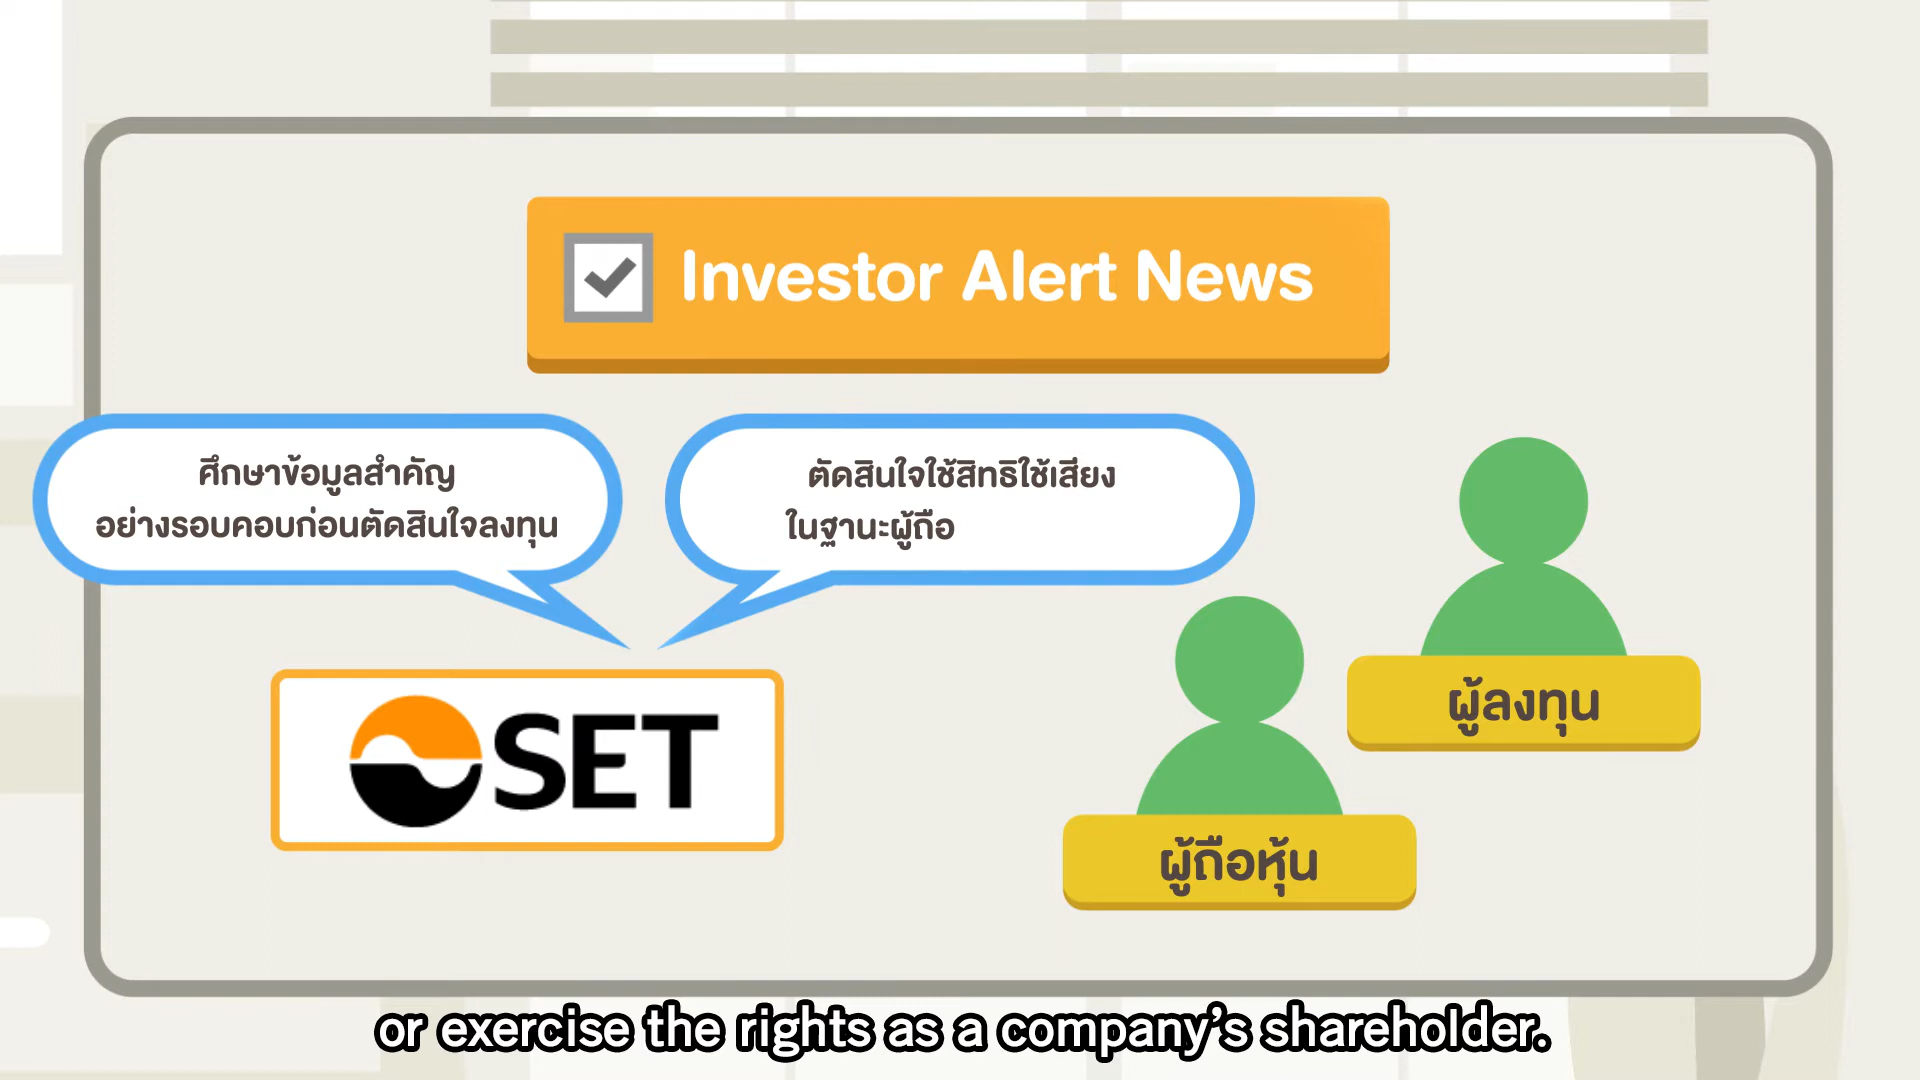 Investor Alert News
ศึกษาข้อมูลสำคัญ
อย่างรอบคอบก่อนตัดสินใจลงทุน
ตัดสินใจใช้สิทธิใช้เสียง
ในฐานะผู้ถือ
SET
ผู้ลงทุน
ผู้ถือหุ้น
or exercise the rights as a company's shareholder.